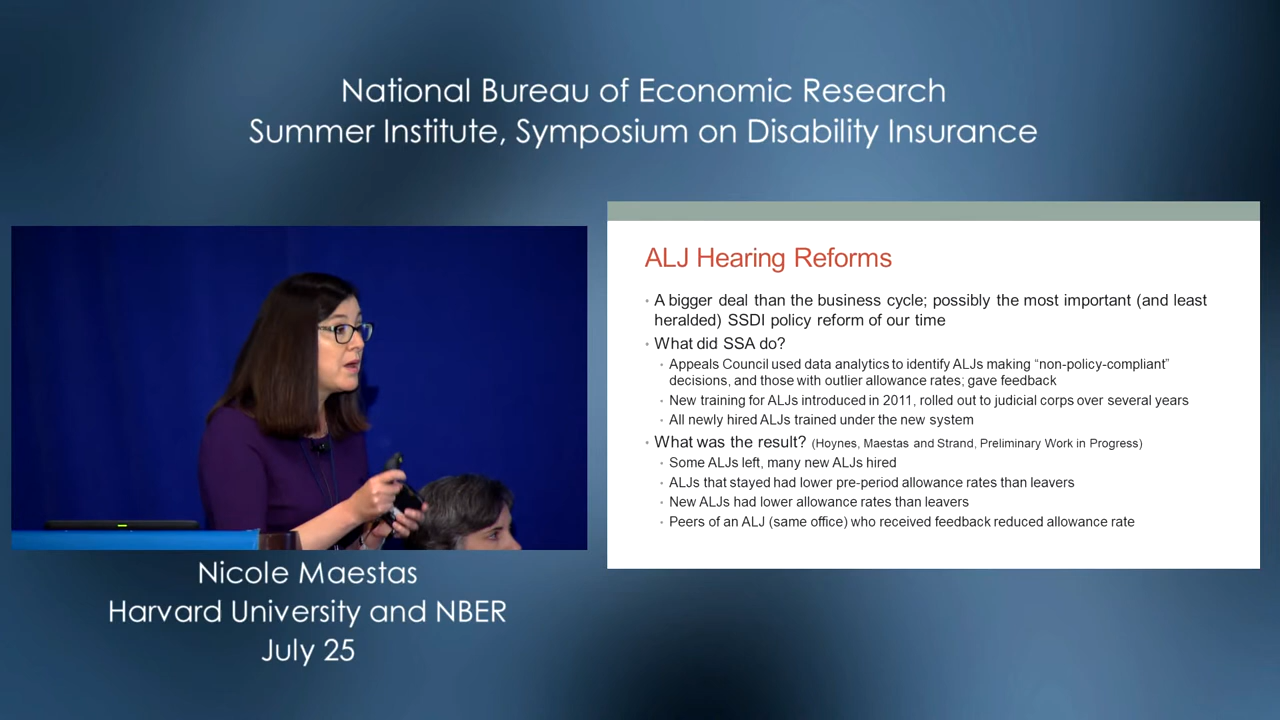 National Bureau of Economic Research
Summer Institute, Symposium on Disability Insurance
ALJ Hearing Reforms
• A bigger deal than the business cycle; possibly the most important (and least
heralded) SSDI policy reform of our time
• What did SSA do?
• Appeals Council used data analytics to identify ALJs making “non-policy-compliant”
decisions, and those with outlier allowance rates; gave feedback
• New training for ALJs introduced in 2011, rolled out to judicial corps over several years
• All newly hired ALJs trained under the new system
• What was the result? (Hoynes, Maestas and Strand, Preliminary Work in Progress)
• Some ALJs left, many new ALJs hired
• ALJs that stayed had lower pre-period allowance rates than leavers
• New ALJs had lower allowance rates than leavers
• Peers of an ALJ (same office) who received feedback reduced allowance rate
Nicole Maestas
Harvard University and NBER
July 25